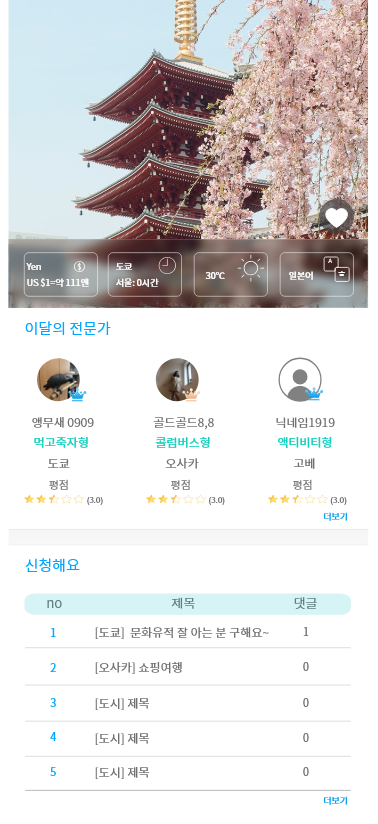 Yen
US $1=약 111엔
도쿄
서울: 0시간
30℃
일본어
A
이달의 전문가
앵무새 0909
골드골드8,8
닉네임1919
먹고죽자형
콜럼버스형
액티비티형
도쿄
오사카
고베
평점
평점
평점
(3.0)
(3.0)
(3.0)
더보기
신청해요
no 제목 댓글
1 [도쿄] 문화유적 잘 아는 분 구해요~ 1
2 [오사카] 쇼핑여행 0
3 [도시] 제목 0
4 [도시] 제목 0
5 [도시] 제목 0
더보기